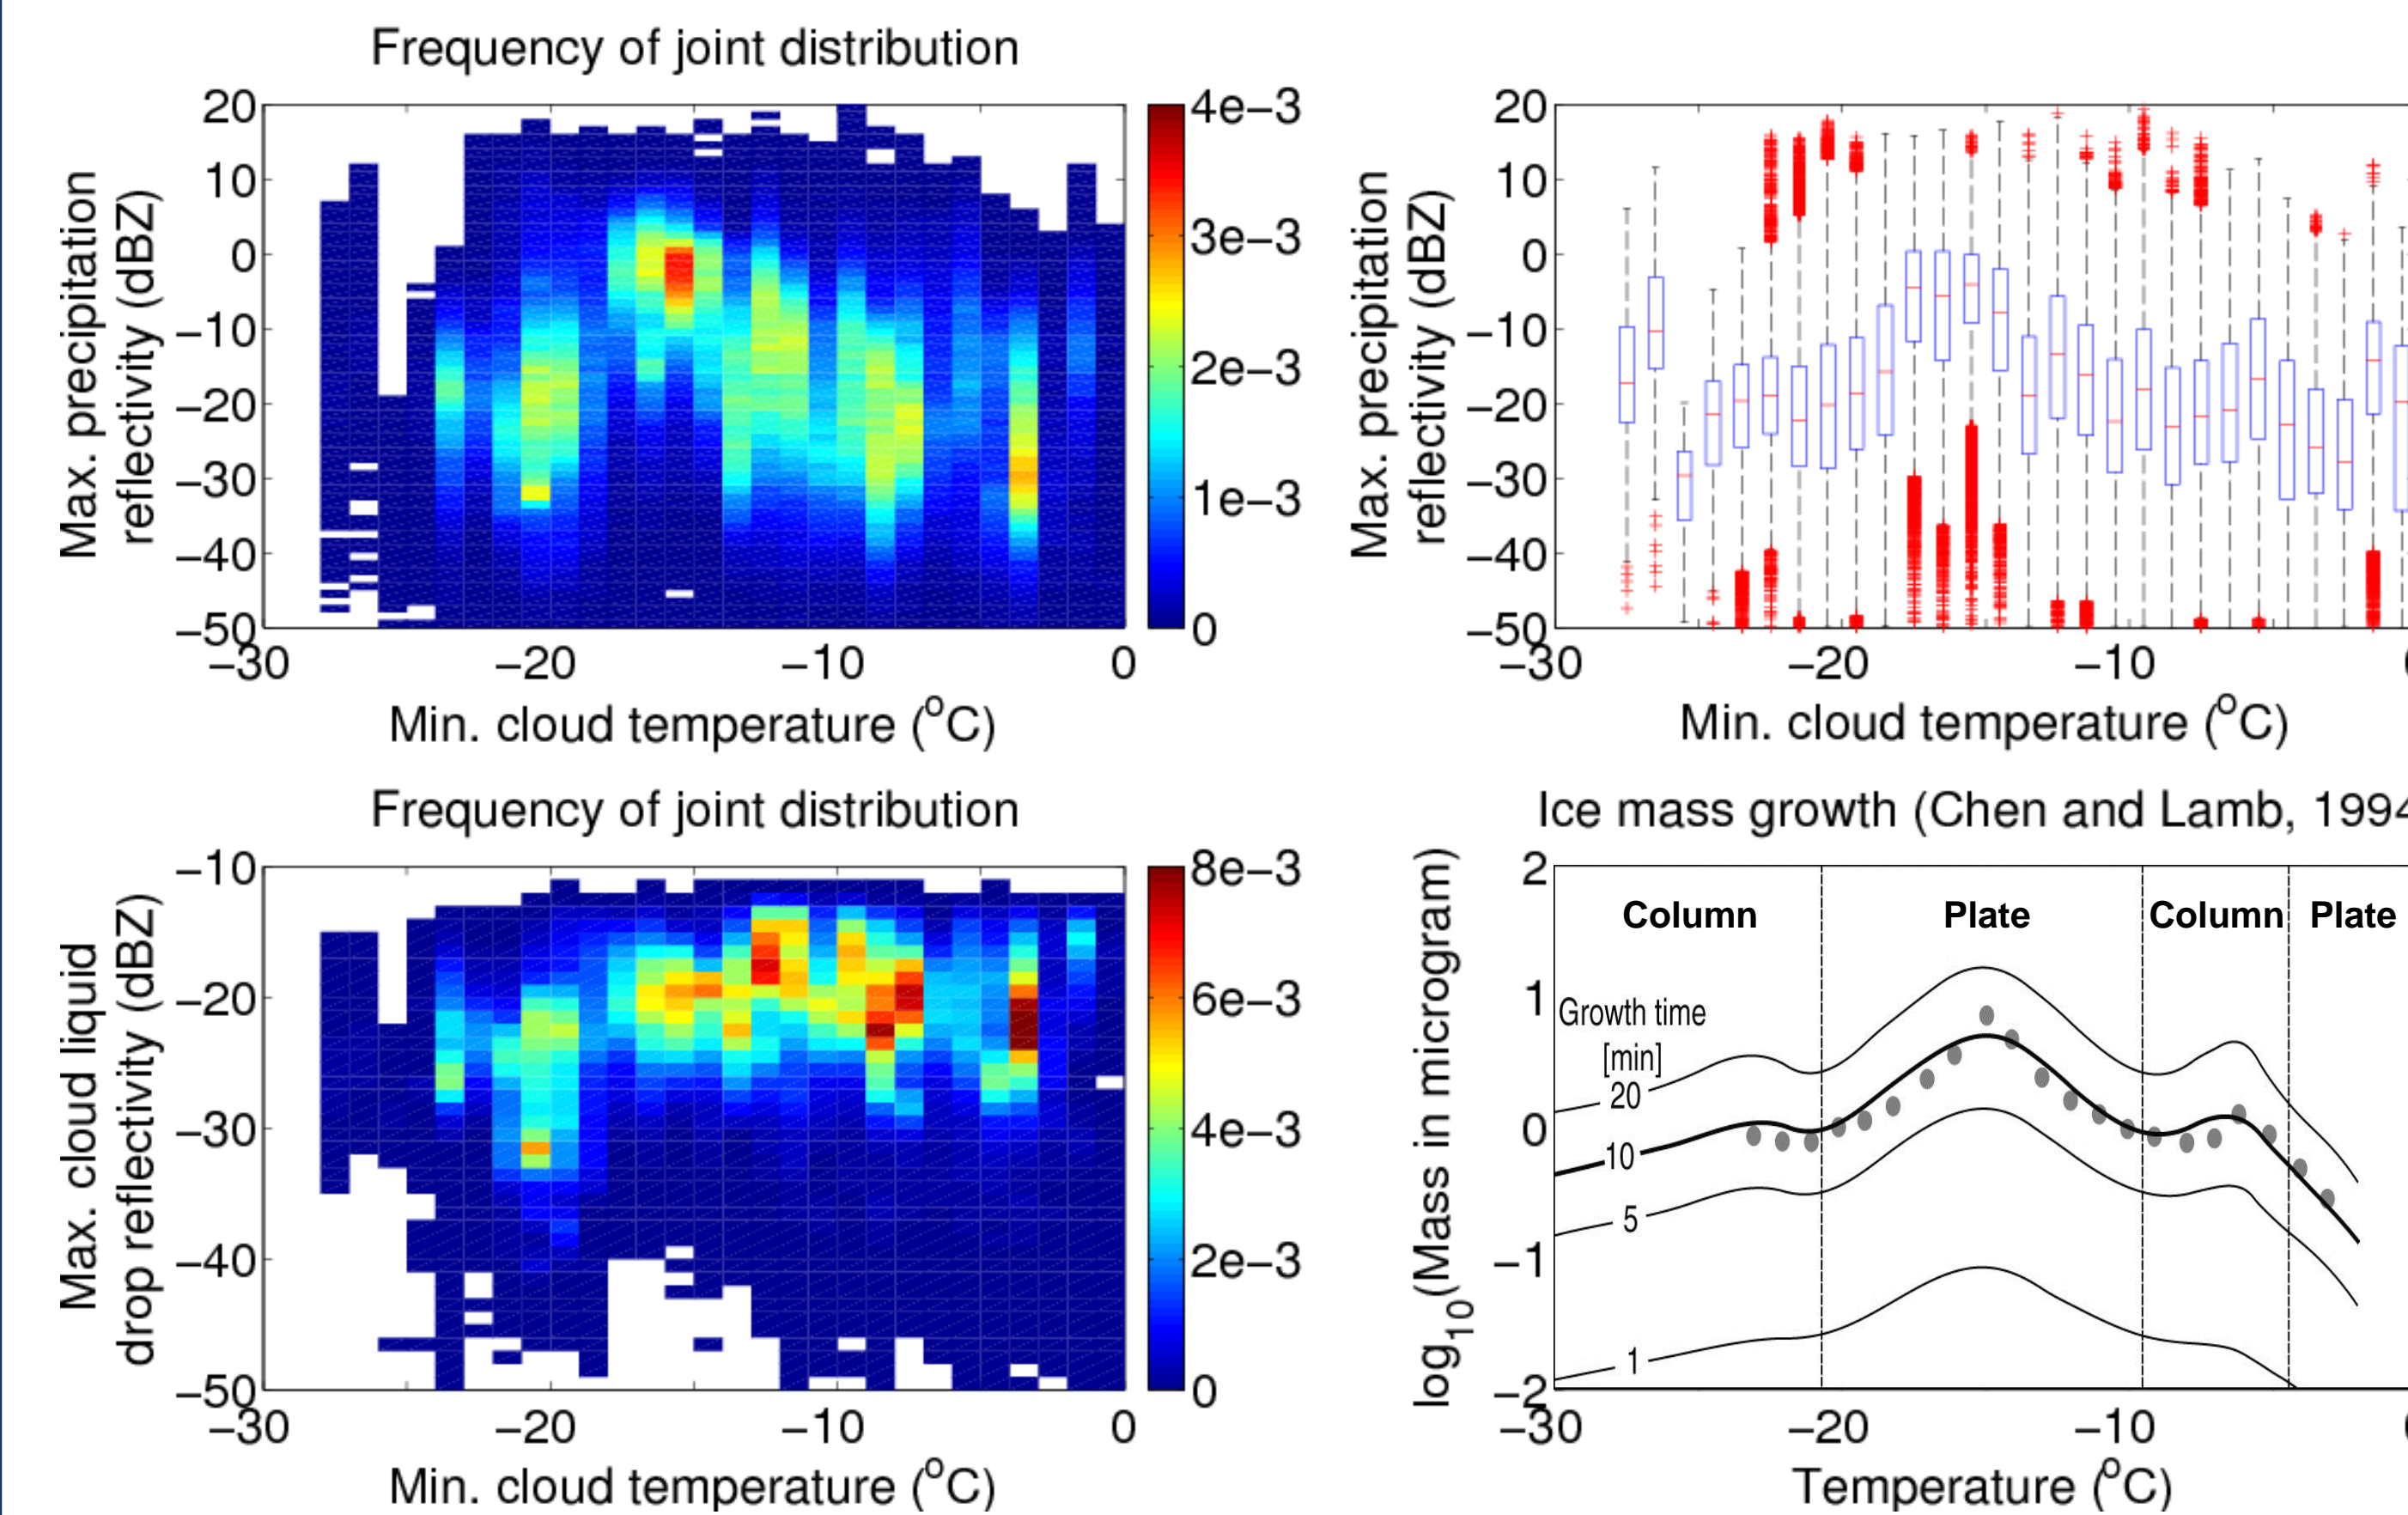 Frequency of joint distribution
Max. precipitation
reflectivity (dBZ)
20
10
0
−10
−20
−30
−40
−50
−30
−20
−10
0
Min. cloud temperature (°C)
4e−3
3e−3
2e−3
1e−3
0
Max. precipitation
reflectivity (dBZ)
20
10
0
−10
−20
−30
−40
−50
−30
−20
−10
Min. cloud temperature (°C)
Frequency of joint distribution
Max. cloud liquid
drop reflectivity (dBZ)
−10
−20
−30
−40
−50
−30
−20
−10
0
Min. cloud temperature (°C)
8e−3
6e−3
4e−3
2e−3
0
Ice mass growth (Chen and Lamb, 1994
log10(Mass in microgram)
2
1
0
−1
−2
Column
Plate
Column
Plate
Growth time
[min]
20
10
5
1
−30
−20
−10
Temperature (°C)